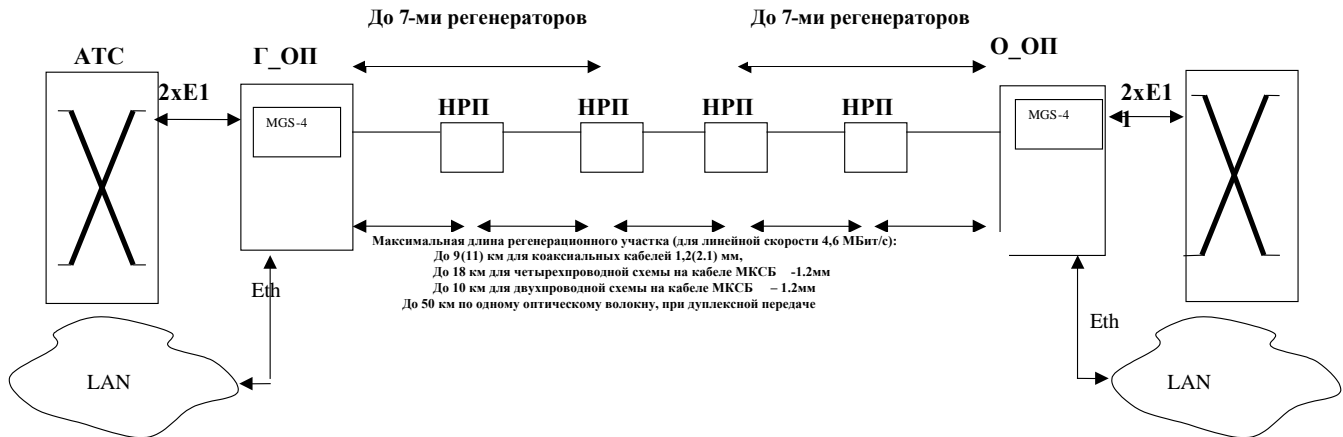 До 7-ми регенераторов
До 7-ми регенераторов
АТС
Г_ОП
О_ОП
2хЕ1
НРП
НРП
НРП
НРП
2хЕ1
1
MGS-4
MGS-4
Максимальная длина регенерационного участка (для линейной скорости 4,6 МБит/с):
До 9(11) км для коаксиальных кабелей 1,2(2.1) мм,
До 18 км для четырехпроводной схемы на кабеле МКСБ -1.2мм
До 10 км для двухпроводной схемы на кабеле МКСБ – 1.2мм
До 50 км по одному оптическому волокну, при дуплексной передаче
Eth
Eth
LAN
LAN